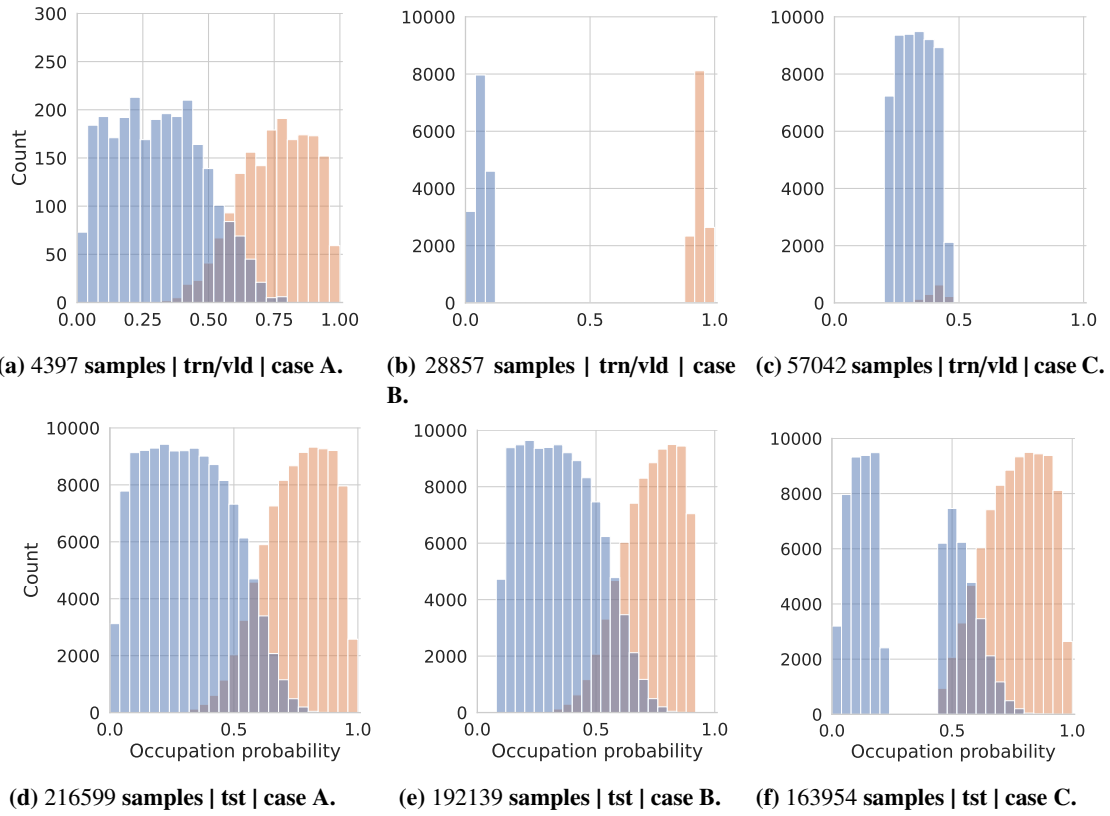 300
250
200
150
100
50
0
Count
0.00 0.25 0.50 0.75 1.00
10000
8000
6000
4000
2000
0
0.0 0.5 1.0
10000
8000
6000
4000
2000
0
0.0 0.5 1.0
a) 4397 samples | trn/vld | case A.
(b) 28857 samples | trn/vld | case
B.
(c) 57042 samples | trn/vld | case C.
10000
8000
6000
4000
2000
0
Count
0.0 0.5 1.0
Occupation probability
10000
8000
6000
4000
2000
0
0.0 0.5 1.0
Occupation probability
10000
8000
6000
4000
2000
0
0.0 0.5 1.0
Occupation probability
(d) 216599 samples | tst | case A.
(e) 192139 samples | tst | case B.
(f) 163954 samples | tst | case C.